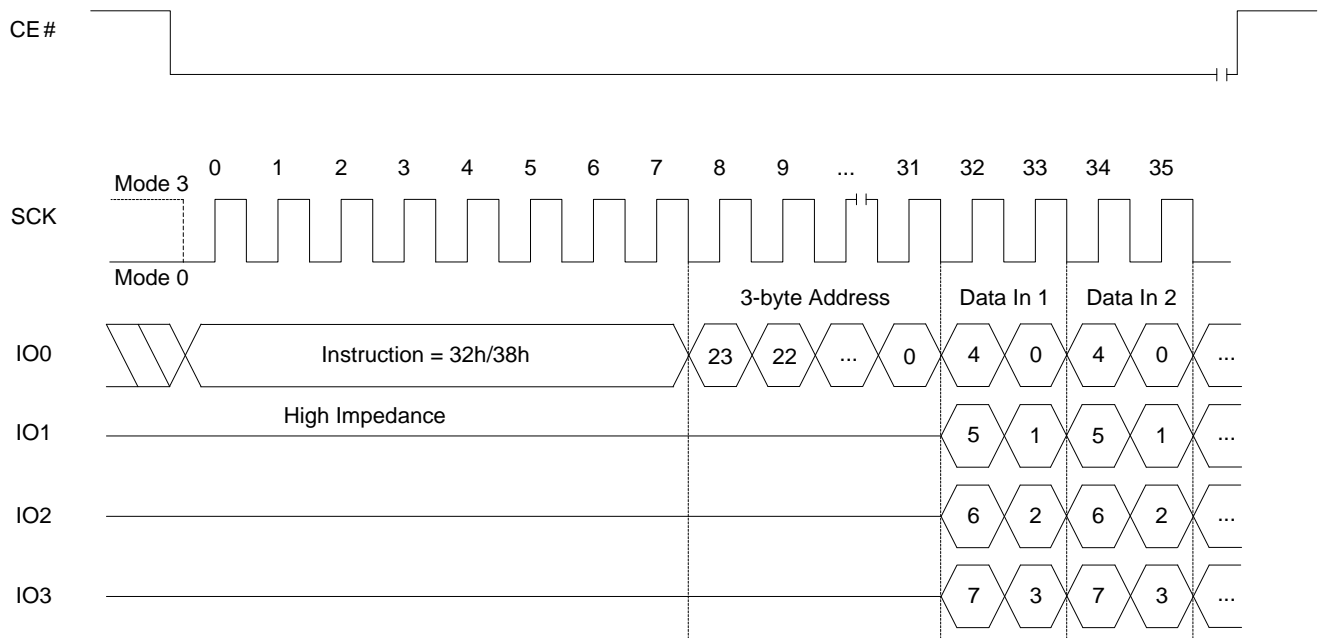 CE#
0 1 2 3 4 5 6 7 8 9 ... 31 32 33 34 35
Mode 3
SCK
Mode 0
3-byte Address Data In 1 Data In 2
IO0 Instruction = 32h/38h 23 22 ... 0 4 0 4 0 ...
High Impedance
IO1 5 1 5 1 ...
IO2 6 2 6 2 ...
IO3 7 3 7 3 ...